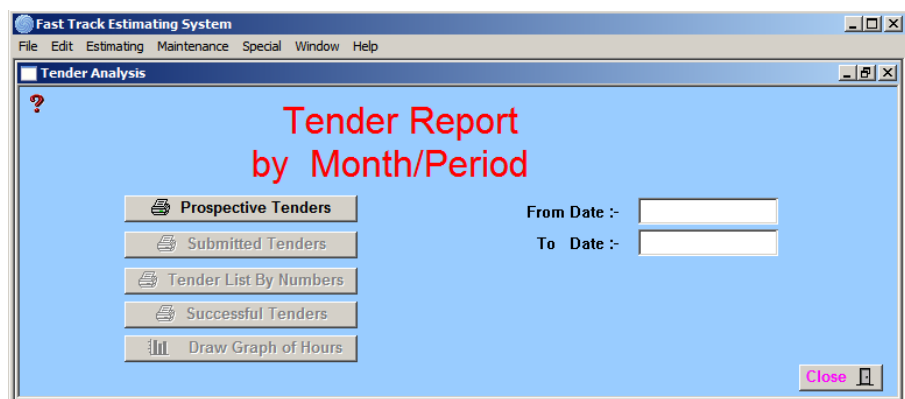 Fast Track Estimating System
File Edit Estimating Maintenance Special Window Help
Tender Analysis
?
Tender Report
by Month/Period
Prospective Tenders
From Date :-
Submitted Tenders
To Date :-
Tender List By Numbers
Successful Tenders
Draw Graph of Hours
Close